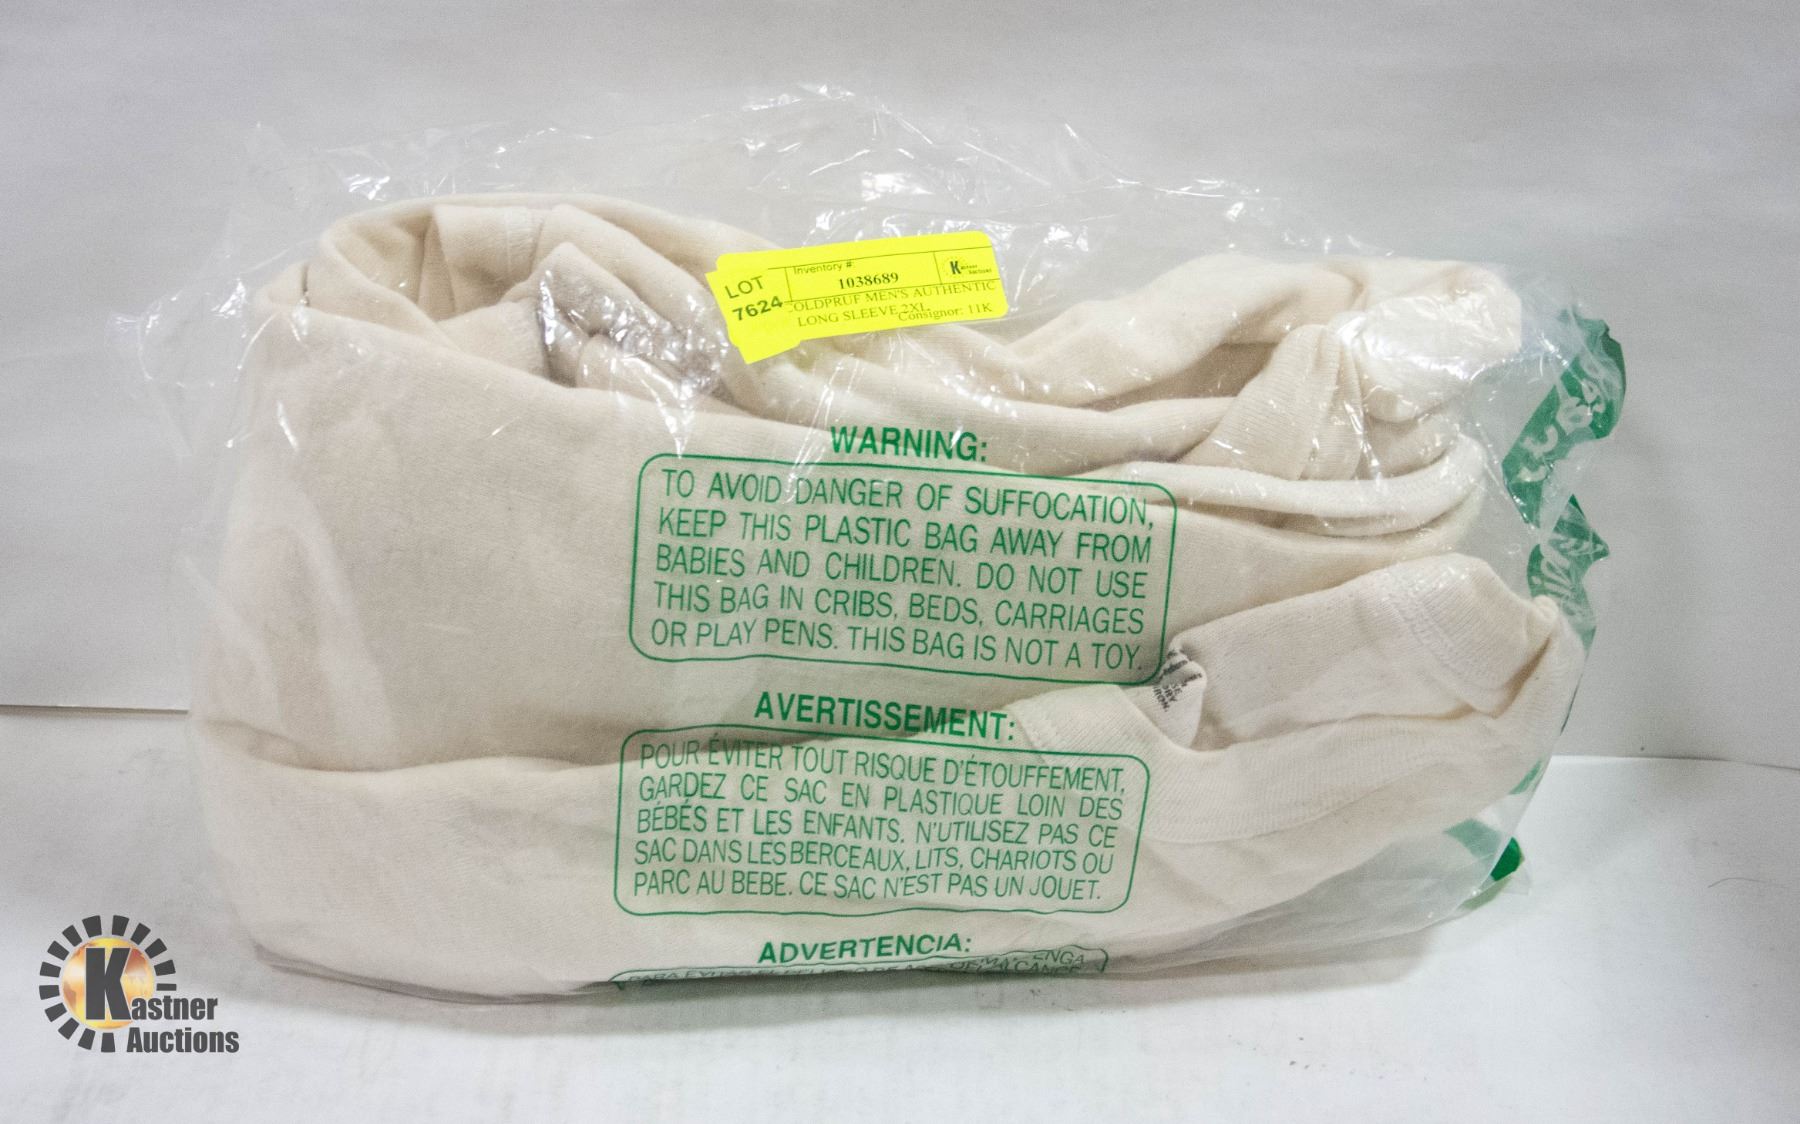 LOT
7624
Inventory #
1038689
Kastner
Auctions
COLDPRUF MEN'S AUTHENTIC
LONG SLEEVE 2XL
Consignor: 11K
WARNING:
TO AVOID DANGER OF SUFFOCATION,
KEEP THIS PLASTIC BAG AWAY FROM
BABIES AND CHILDREN. DO NOT USE
THIS BAG IN CRIBS, BEDS, CARRIAGES
OR PLAY PENS. THIS BAG IS NOT A TOY.
AVERTISSEMENT:
POUR ÉVITER TOUT RISQUE D'ÉTOUFFEMENT,
GARDEZ CE SAC EN PLASTIQUE LOIN DES
BÉBÉS ET LES ENFANTS. N'UTILISEZ PAS CE
SAC DANS LES BERCEAUX, LITS, CHARIOTS OU
PARC AU BEBE. CE SAC N'EST PAS UN JOUET.
ADVERTENCIA:
Kastner
Auctions